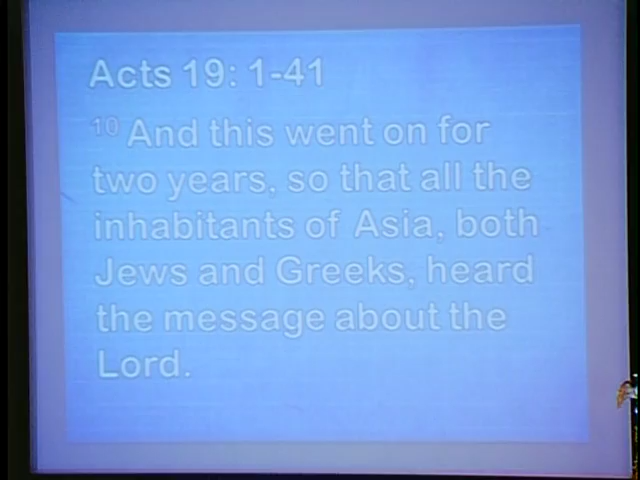 Acts 19: 1-41
10 And this went on for
two years, so that all the
inhabitants of Asia, both
Jews and Greeks, heard
the message about the
Lord.